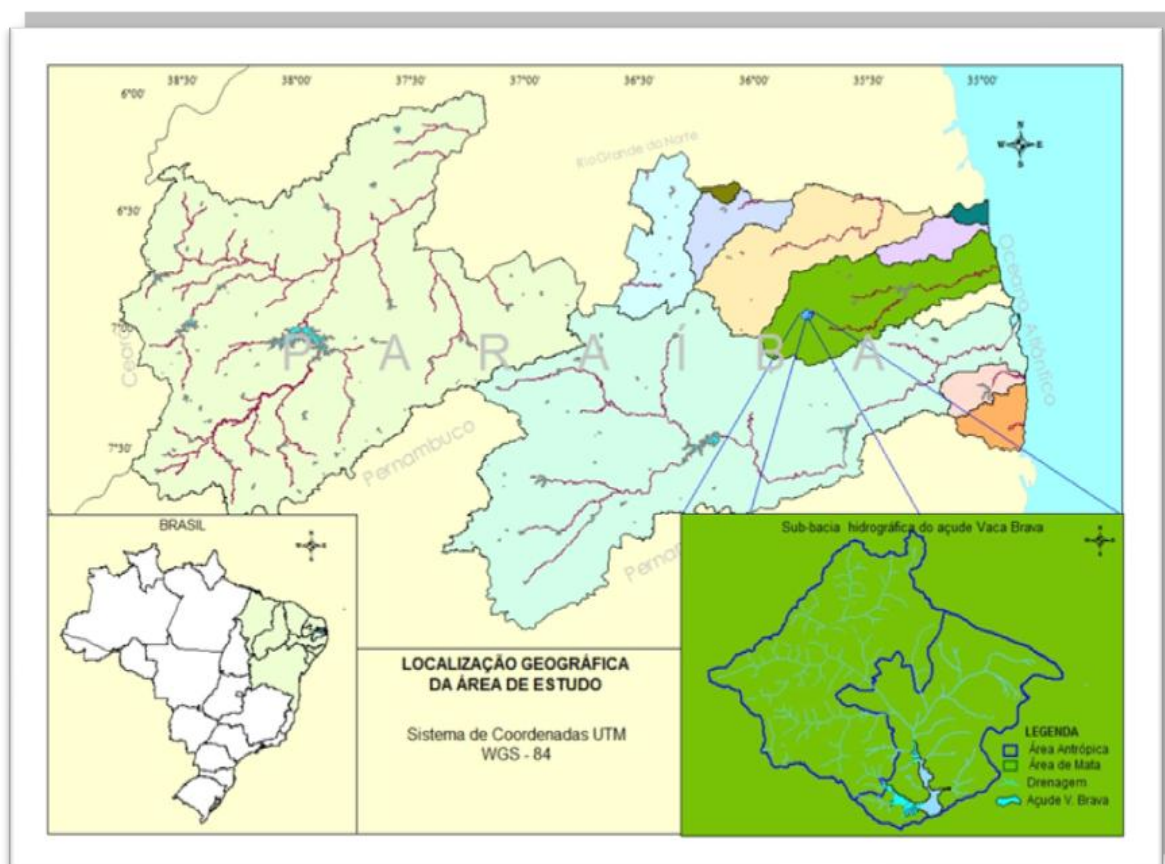 38°30' 38°00' 37°30' 37°00' 36°30' 36°00' 35°30' 35°00'
6°00'
N
W E
S
Rio Grande do Norte
6°30'
Oceano Atlântico
7°00'
Ceará
PARAÍBA
7°30'
Pernambuco
Pernam
BRASIL
LOCALIZAÇÃO GEOGRÁFICA
DA ÁREA DE ESTUDO
Sistema de Coordenadas UTM
WGS - 84
Sub-bacia hidrográfica do açude Vaca Brava
LEGENDA
Área Antrópica
Área de Mata
Drenagem
Açude V. Brava